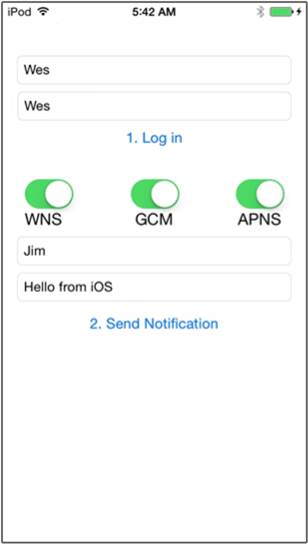 iPod 5:42 AM
Wes
Wes
1. Log in
WNS GCM APNS
Jim
Hello from iOS
2. Send Notification